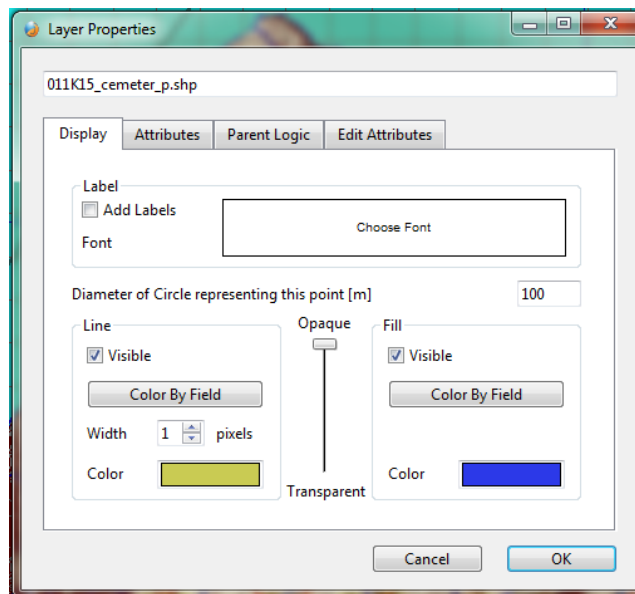 Layer Properties
011K15_cemeter_p.shp
Display Attributes Parent Logic Edit Attributes
Label
Add Labels
Font
Choose Font
Diameter of Circle representing this point [m] 100
Line Opaque Fill
Visible Visible
Color By Field Color By Field
Width 1 pixels
Color Transparent Color
Cancel OK